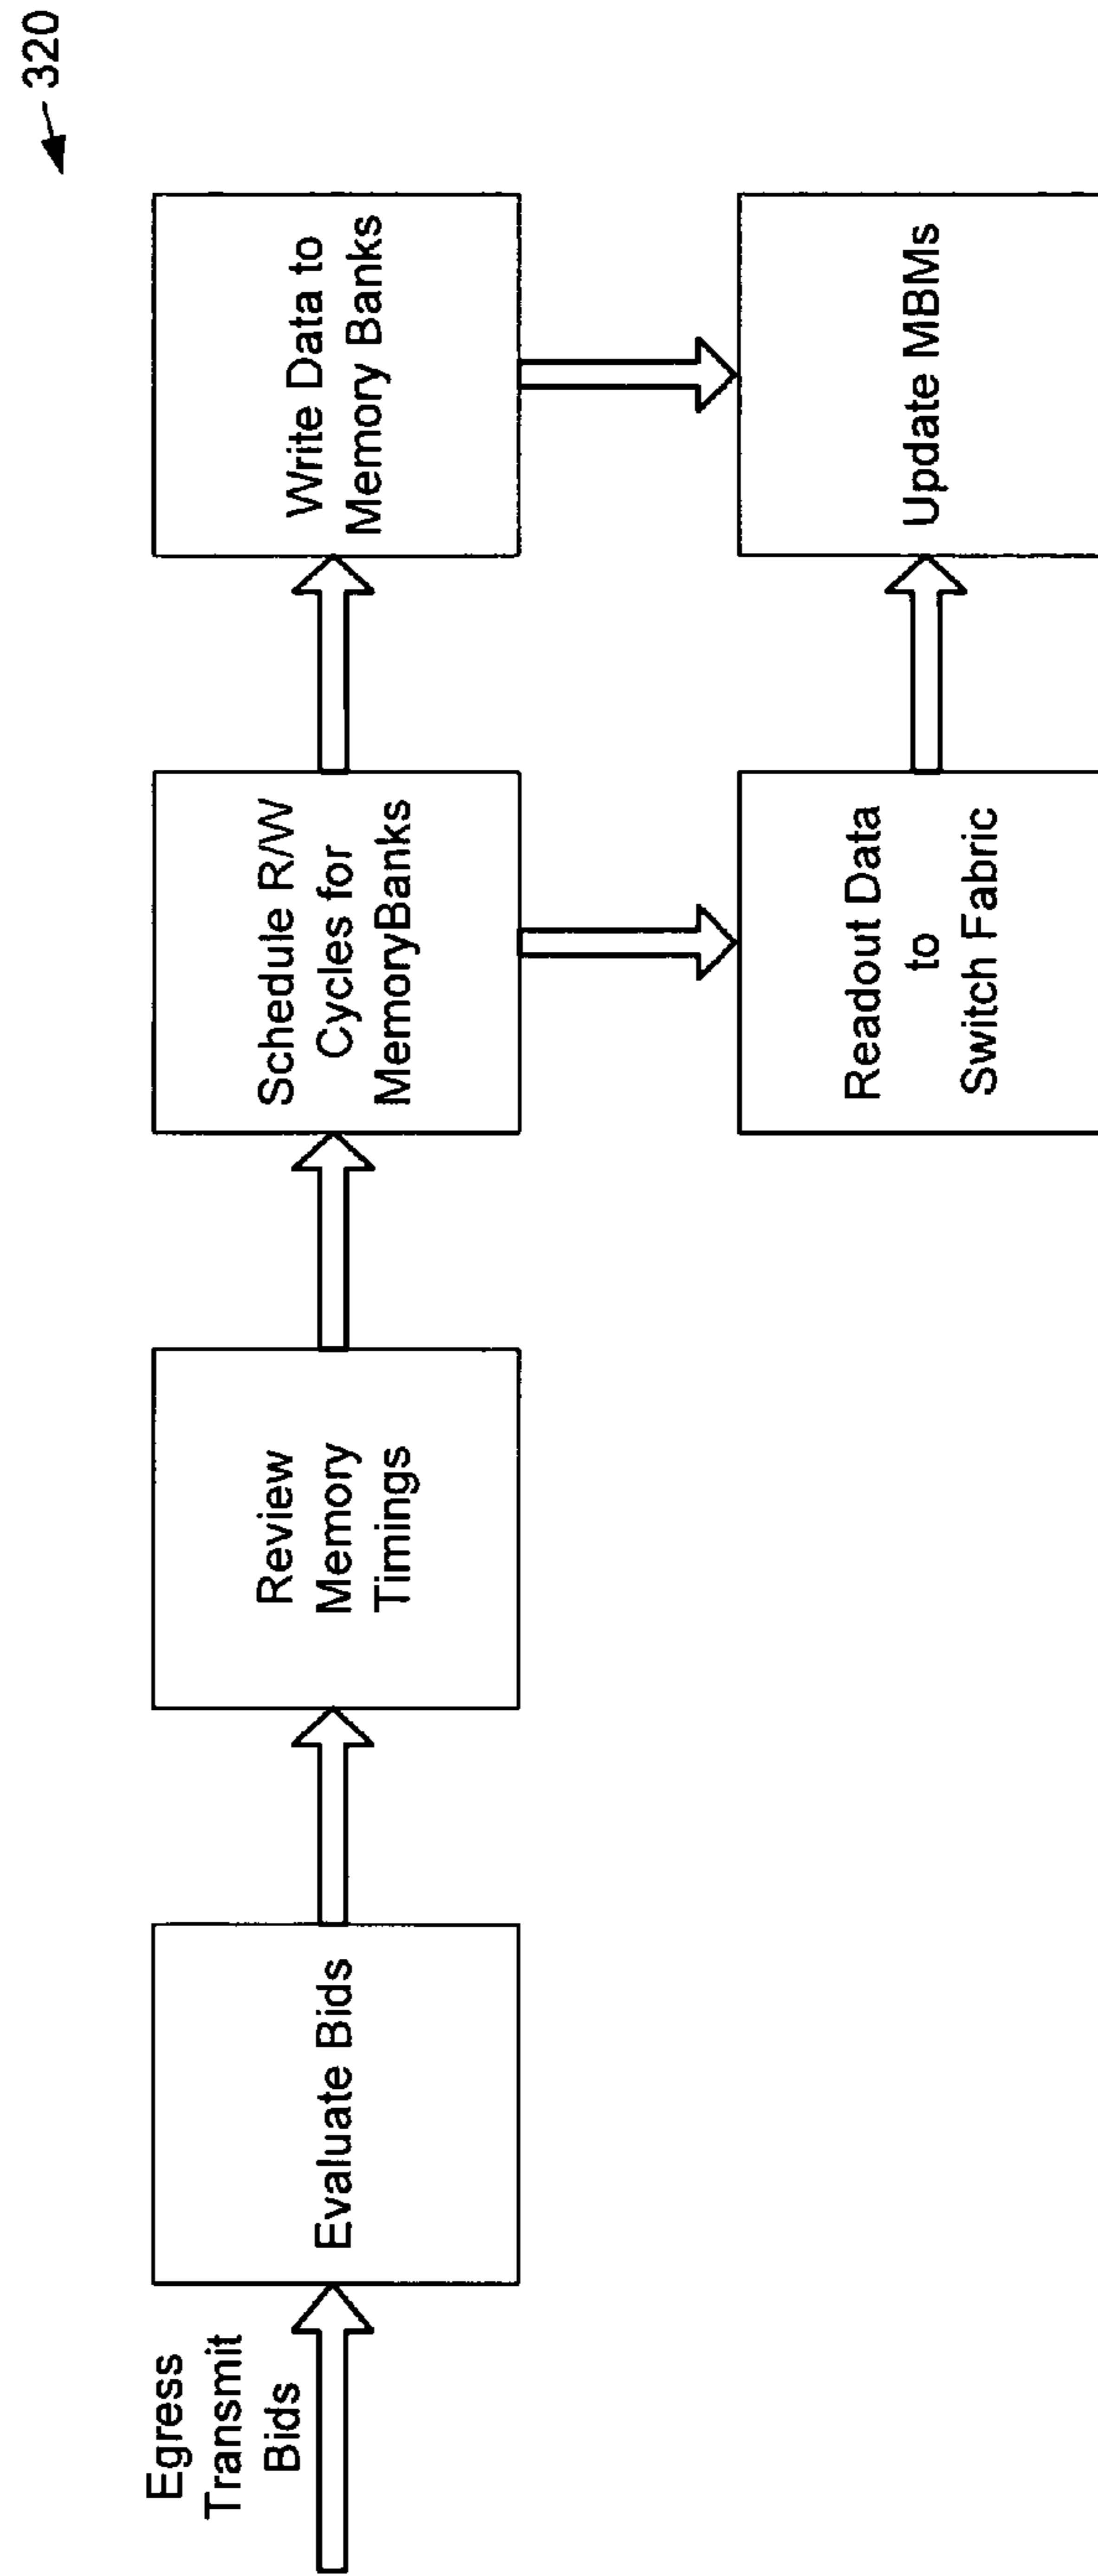 320
Egress
Transmit
Bids
Evaluate Bids
Review
Memory
Timings
Schedule R/W
Cycles for
MemoryBanks
Write Data to
Memory Banks
Readout Data
to
Switch Fabric
Update MBMs